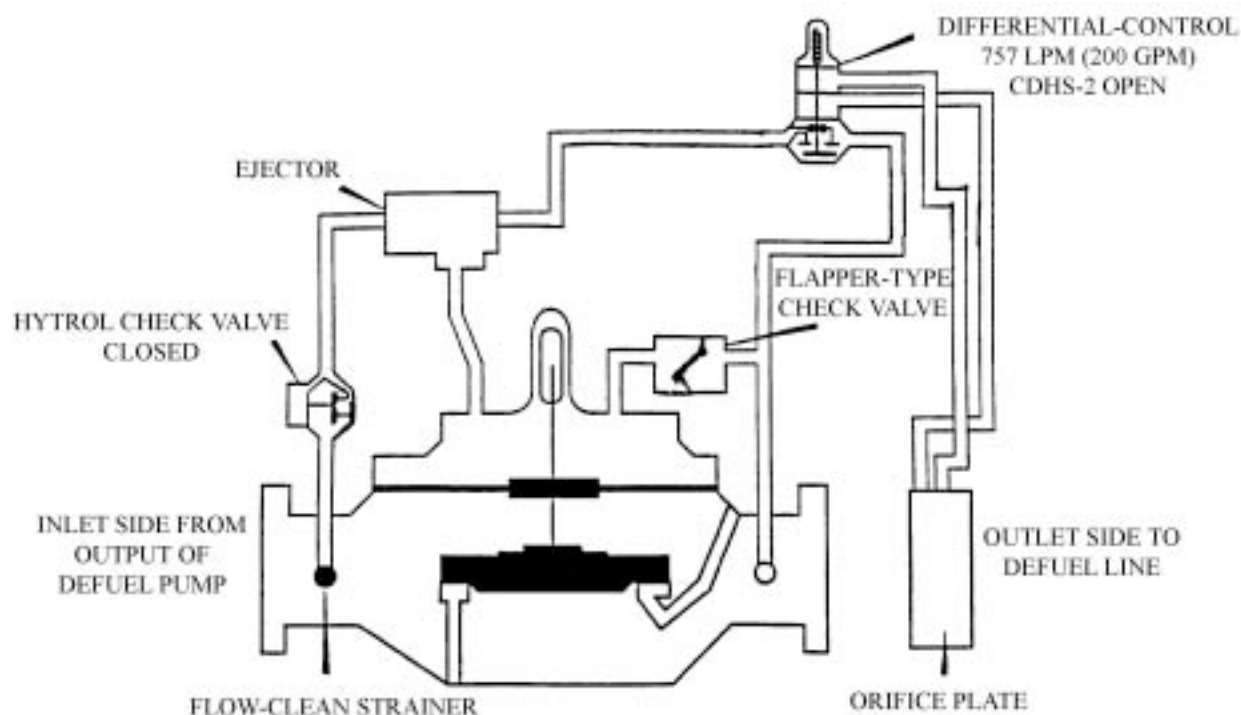 DIFFERENTIAL-CONTROL
757 LPM (200 GPM)
CDHS-2 OPEN
EJECTOR
FLAPPER-TYPE
CHECK VALVE
HYTROL CHECK VALVE
CLOSED
INLET SIDE FROM
OUTPUT OF
DEFUEL PUMP
OUTLET SIDE TO
DEFUEL LINE
FLOW-CLEAN STRAINER
ORIFICE PLATE